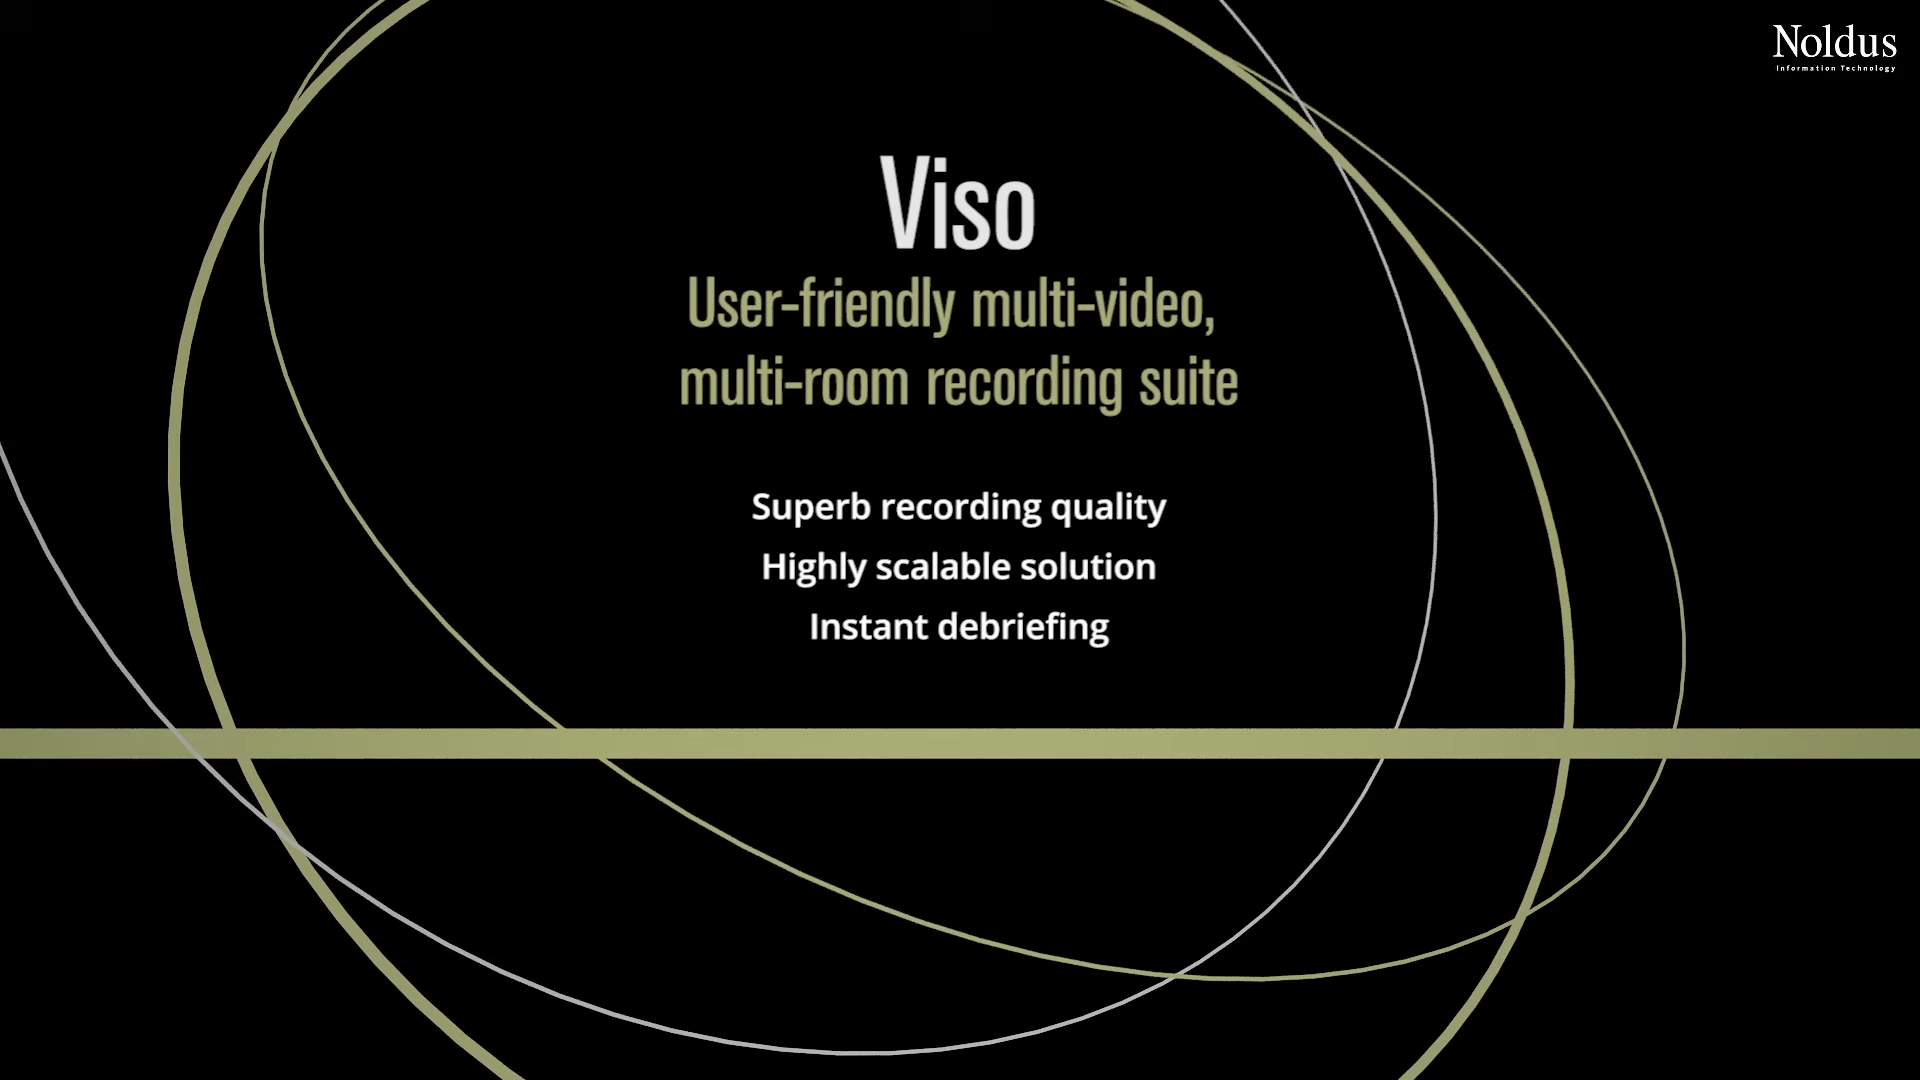 Noldus
Information Technology
Viso
User-friendly multi-video,
multi-room recording suite
Superb recording quality
Highly scalable solution
Instant debriefing